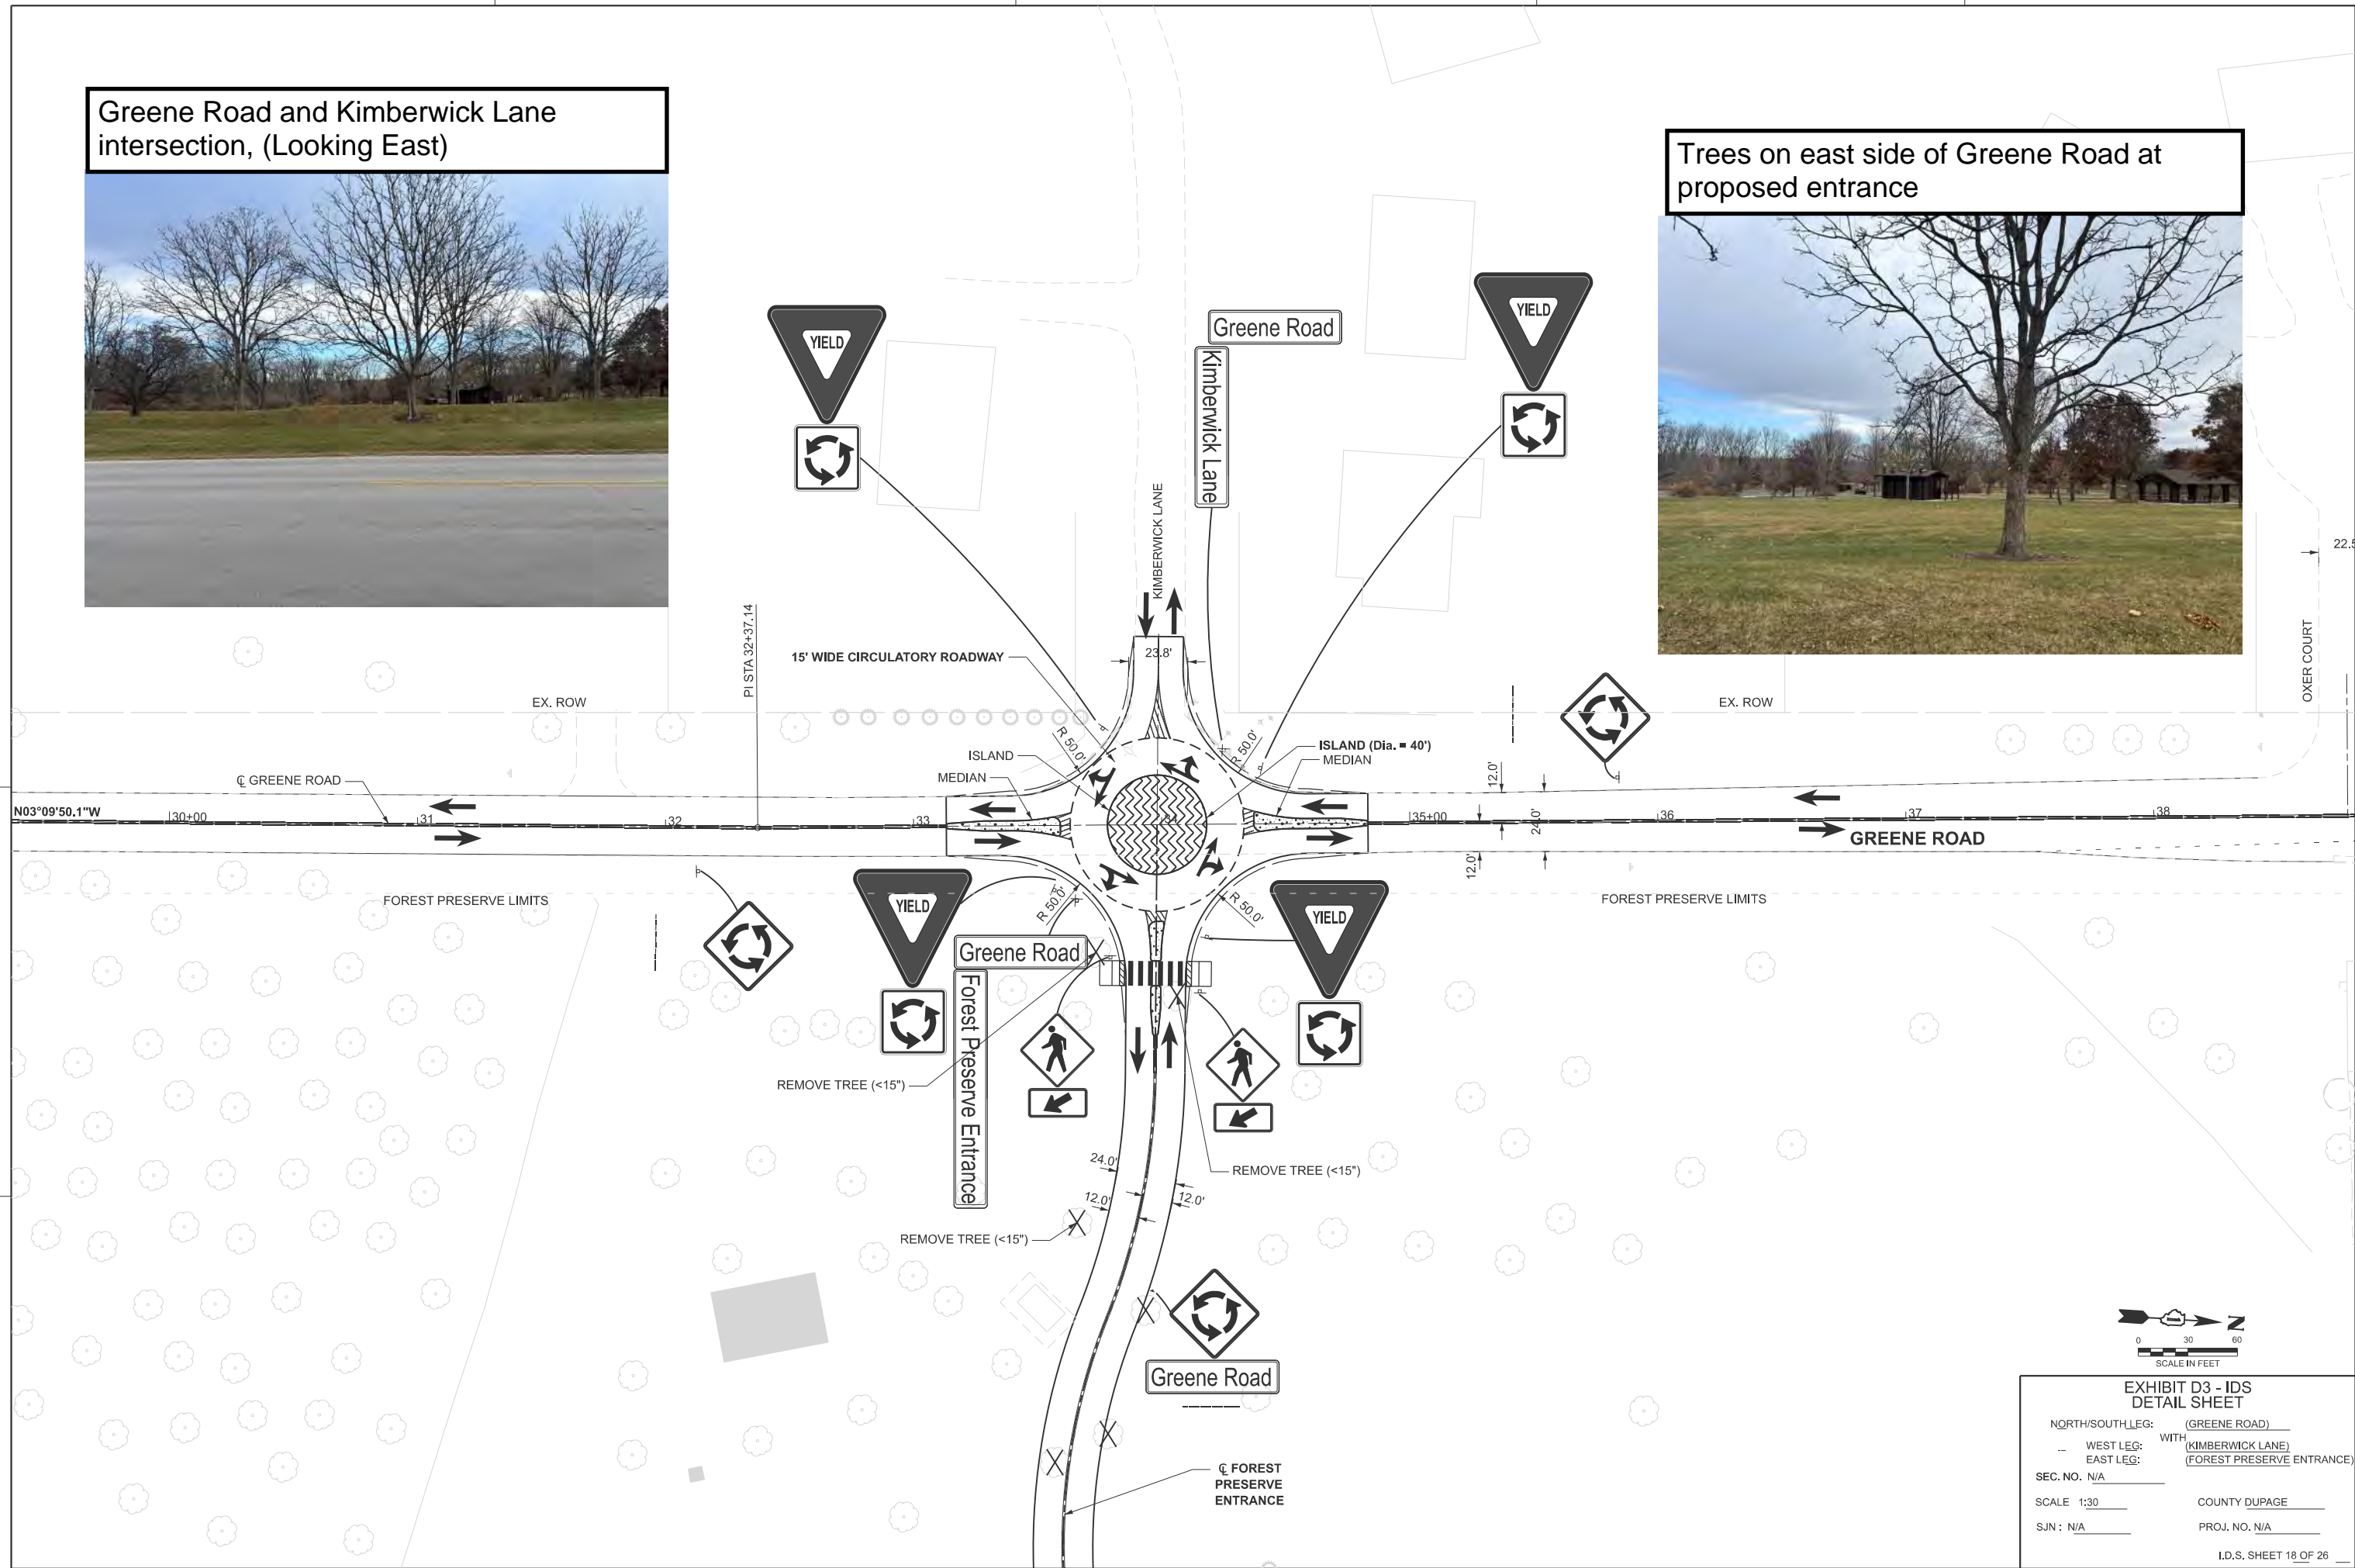 Greene Road and Kimberwick Lane
intersection, (Looking East)
Trees on east side of Greene Road at
proposed entrance
YIELD
YIELD
Greene Road
Kimberwick Lane
KIMBERWICK LANE
22.5
PI STA 32+37.14
15' WIDE CIRCULATORY ROADWAY
23.8'
OXER COURT
EX. ROW
EX. ROW
R 50.0'
R 50.0'
ISLAND
ISLAND (Dia. = 40')
MEDIAN
MEDIAN
℄ GREENE ROAD
12.0'
24.0'
N03°09'50.1"W
30+00
31
32
33
34
35+00
36
37
38
GREENE ROAD
12.0'
FOREST PRESERVE LIMITS
FOREST PRESERVE LIMITS
YIELD
R 50.0'
R 50.0'
YIELD
Greene Road
Forest Preserve Entrance
REMOVE TREE (<15")
REMOVE TREE (<15")
24.0'
12.0'
12.0'
REMOVE TREE (<15")
Greene Road
℄ FOREST
PRESERVE
ENTRANCE
N
0 30 60
SCALE IN FEET
EXHIBIT D3 - IDS
DETAIL SHEET
NORTH/SOUTH LEG: (GREENE ROAD)
WITH
WEST LEG: (KIMBERWICK LANE)
EAST LEG: (FOREST PRESERVE ENTRANCE)
SEC. NO. N/A
SCALE 1:30 COUNTY DUPAGE
SJN : N/A PROJ. NO. N/A
I.D.S. SHEET 18 OF 26